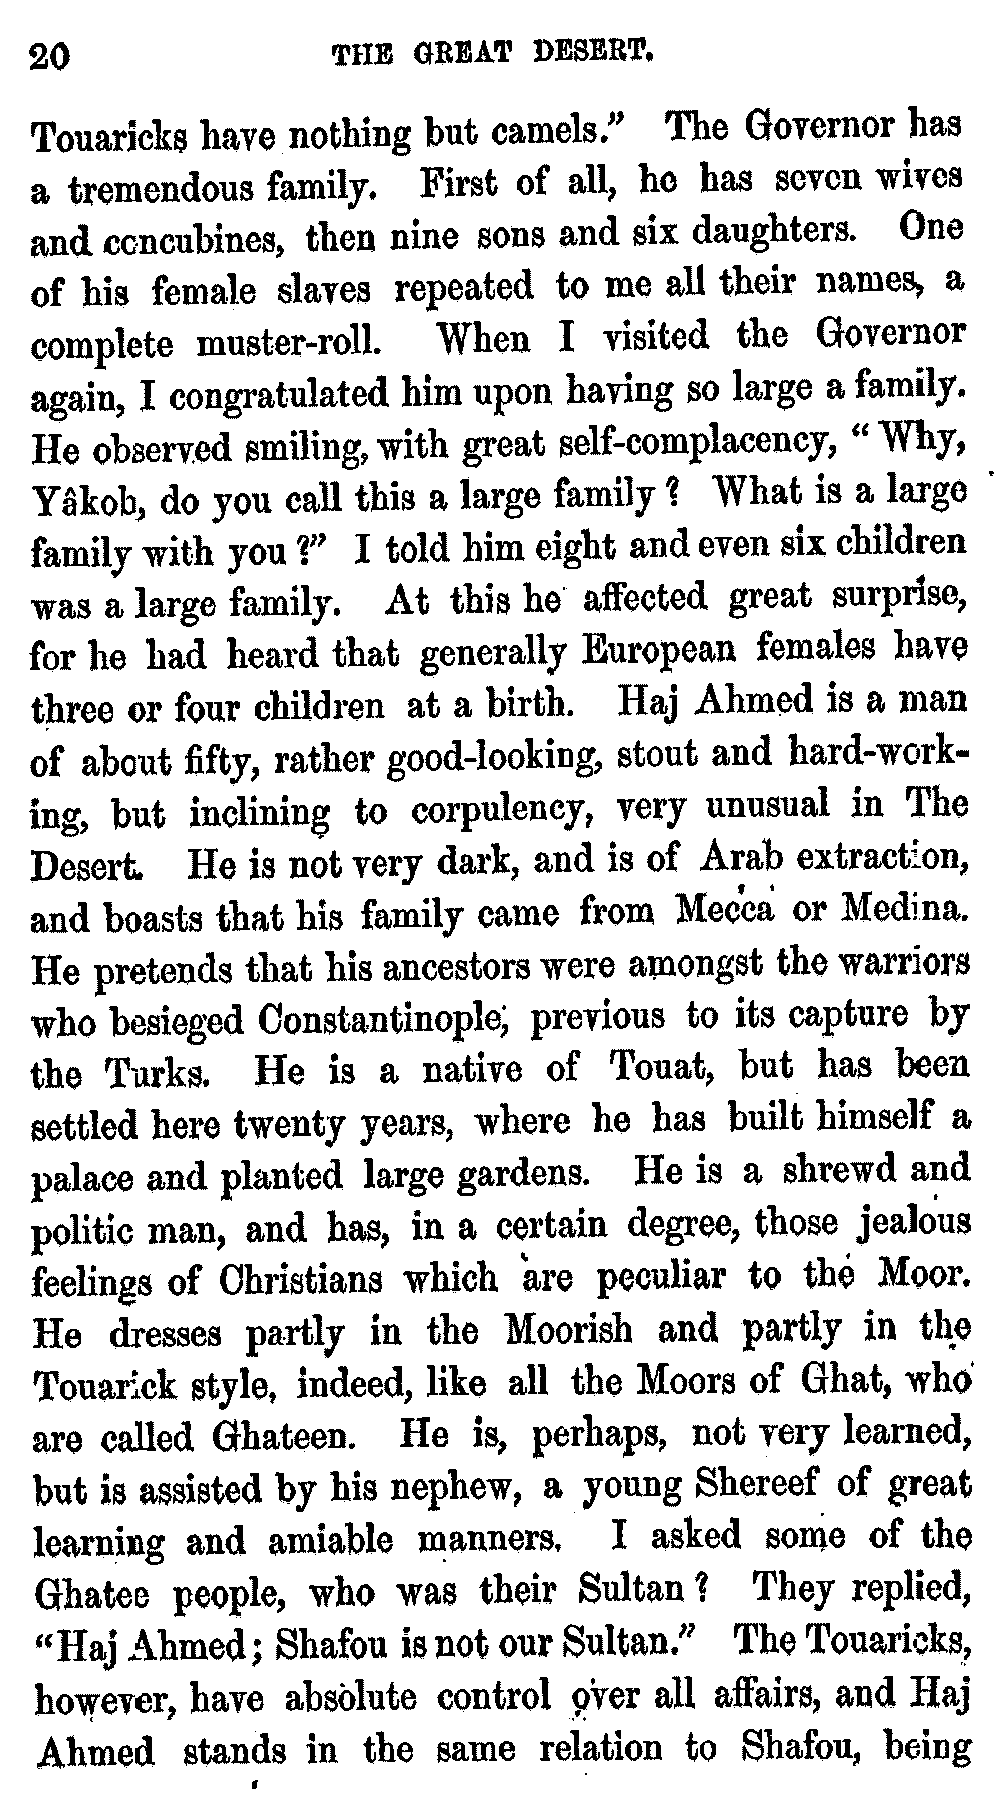 20 THE GREAT DESERT.
Touaricks have nothing but camels.” The Governor has
a tremendous family. First of all, he has seven wives
and concubines, then nine sons and six daughters. One
of his female slaves repeated to me all their names, a
complete muster-roll. When I visited the Governor
again, I congratulated him upon having so large a family.
He observed smiling, with great self-complacency, “Why,
Yâkob, do you call this a large family? What is a large
family with you?” I told him eight and even six children
was a large family. At this he affected great surprise,
for he had heard that generally European females have
three or four children at a birth. Haj Ahmed is a man
of about fifty, rather good-looking, stout and hard-work-
ing, but inclining to corpulency, very unusual in The
Desert. He is not very dark, and is of Arab extraction,
and boasts that his family came from Mecca or Medina.
He pretends that his ancestors were amongst the warriors
who besieged Constantinople, previous to its capture by
the Turks. He is a native of Touat, but has been
settled here twenty years, where he has built himself a
palace and planted large gardens. He is a shrewd and
politic man, and has, in a certain degree, those jealous
feelings of Christians which are peculiar to the Moor.
He dresses partly in the Moorish and partly in the
Touarick style, indeed, like all the Moors of Ghat, who
are called Ghateen. He is, perhaps, not very learned,
but is assisted by his nephew, a young Shereef of great
learning and amiable manners. I asked some of the
Ghatee people, who was their Sultan? They replied,
“Haj Ahmed; Shafou is not our Sultan.” The Touaricks,
however, have absolute control over all affairs, and Haj
Ahmed stands in the same relation to Shafou, being